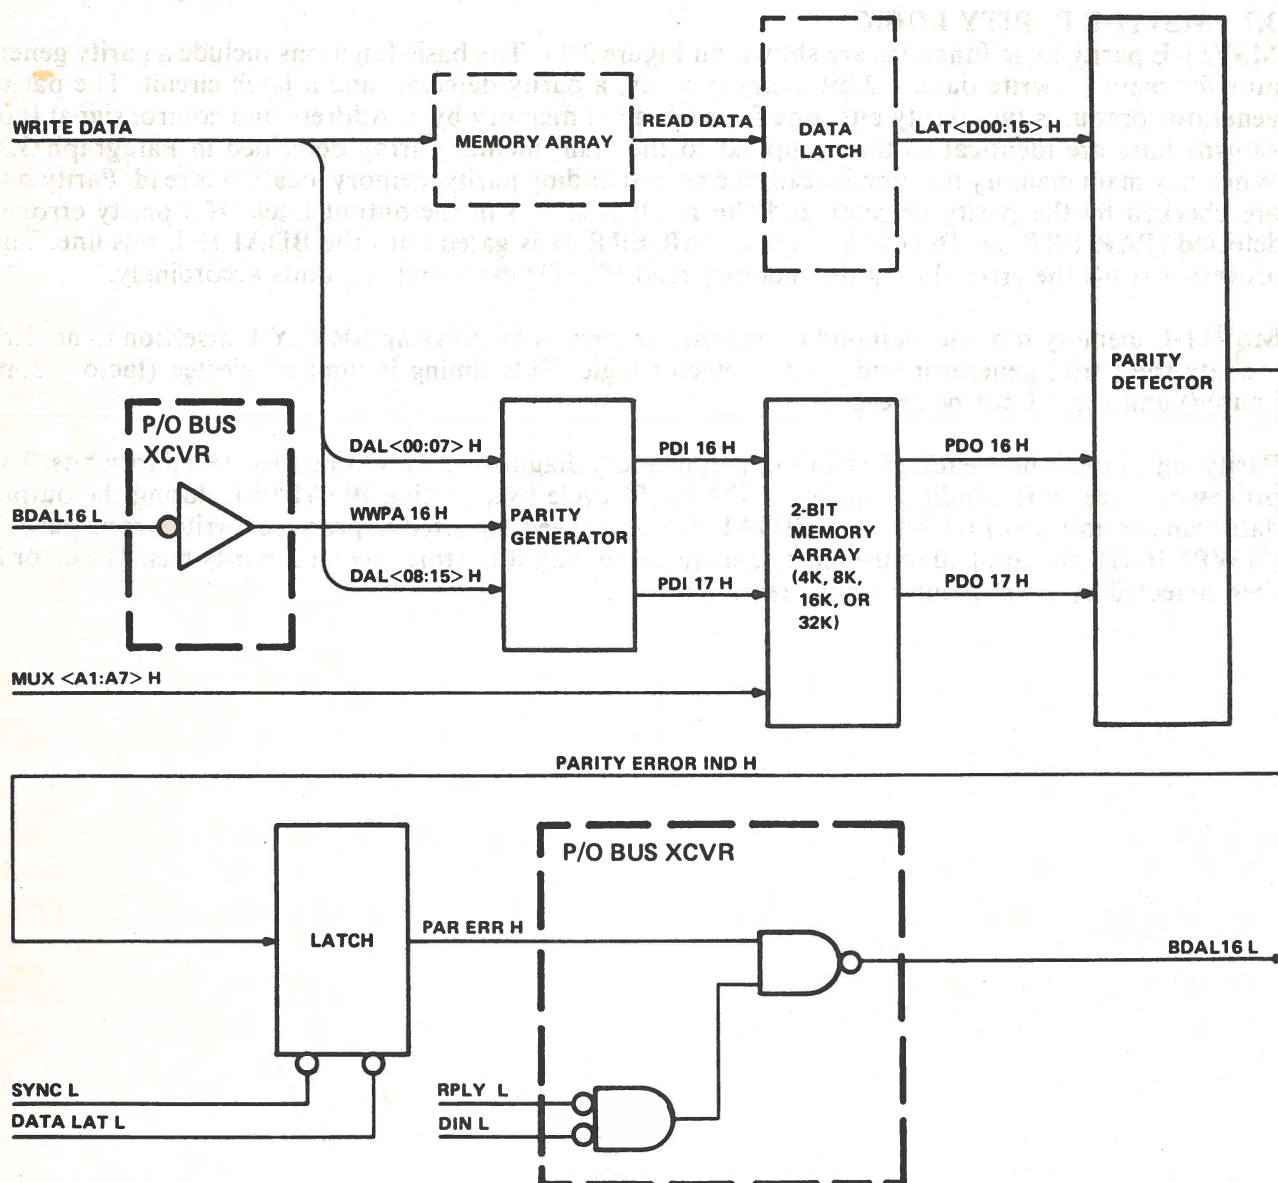 WRITE DATA
MEMORY ARRAY
READ DATA
DATA
LATCH
LAT<D00:15> H
PARITY
DETECTOR
P/O BUS
XCVR
BDAL16 L
DAL<00:07> H
WWPA 16 H
DAL<08:15> H
PARITY
GENERATOR
PDI 16 H
PDI 17 H
2-BIT
MEMORY
ARRAY
(4K, 8K,
16K, OR
32K)
PDO 16 H
PDO 17 H
MUX <A1:A7> H
PARITY ERROR IND H
LATCH
PAR ERR H
P/O BUS XCVR
BDAL16 L
SYNC L
DATA LAT L
RPLY L
DIN L